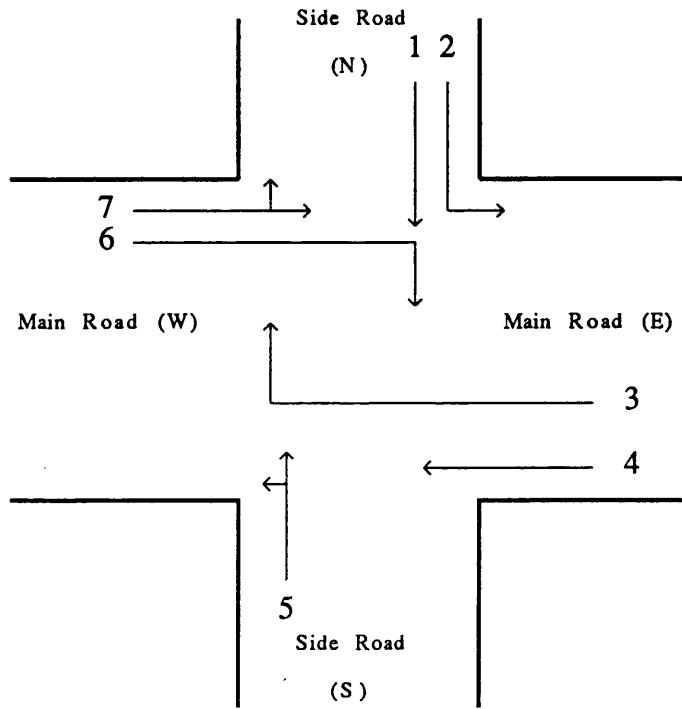 Side Road
(N)
1 2
7
6
Main Road (W)
Main Road (E)
3
4
5
Side Road
(S)